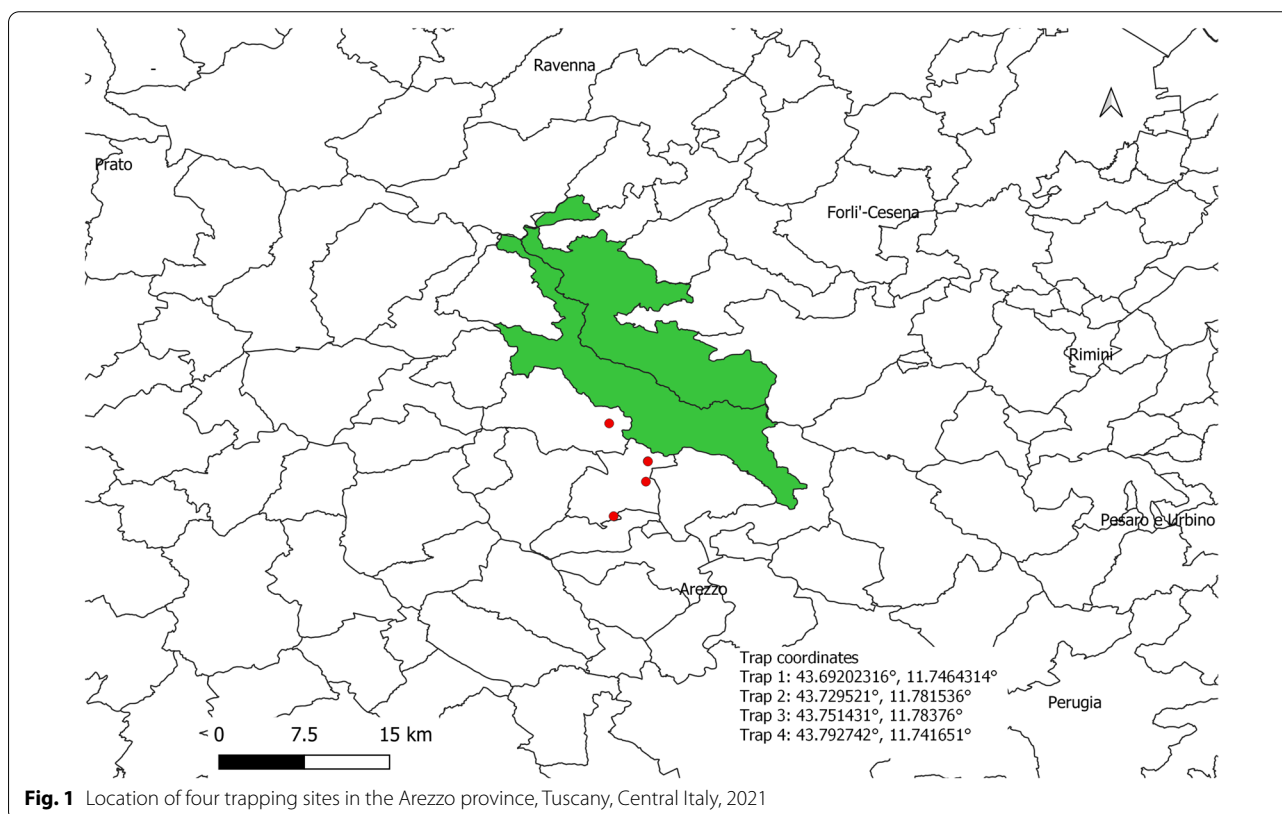 Ravenna
Prato
Forli'-Cesena
Rimini
Pesaro e Urbino
Arezzo
Trap coordinates
Trap 1: 43.69202316°, 11.7464314°
Trap 2: 43.729521°, 11.781536°
Trap 3: 43.751431°, 11.78376°
Trap 4: 43.792742°, 11.741651°
Perugia
< 0 7.5 15 km
Fig. 1 Location of four trapping sites in the Arezzo province, Tuscany, Central Italy, 2021